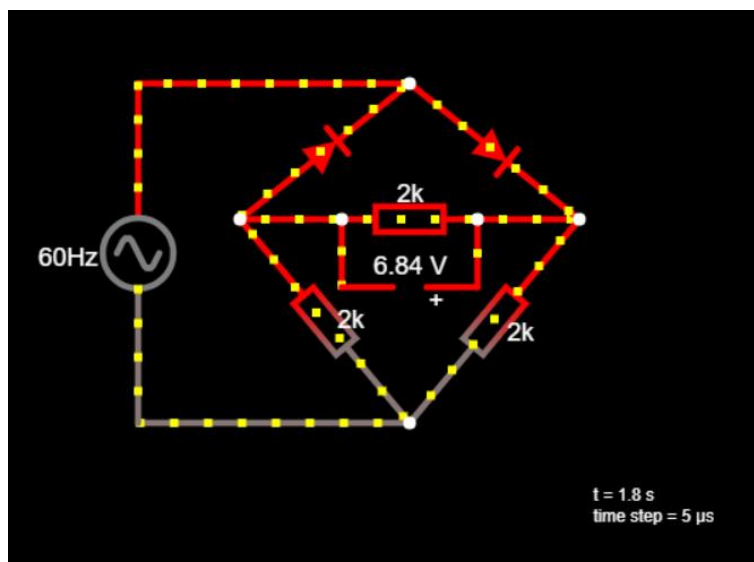 2k
60Hz
6.84 V
+
2k
2k
t = 1.8 s
time step = 5 µs